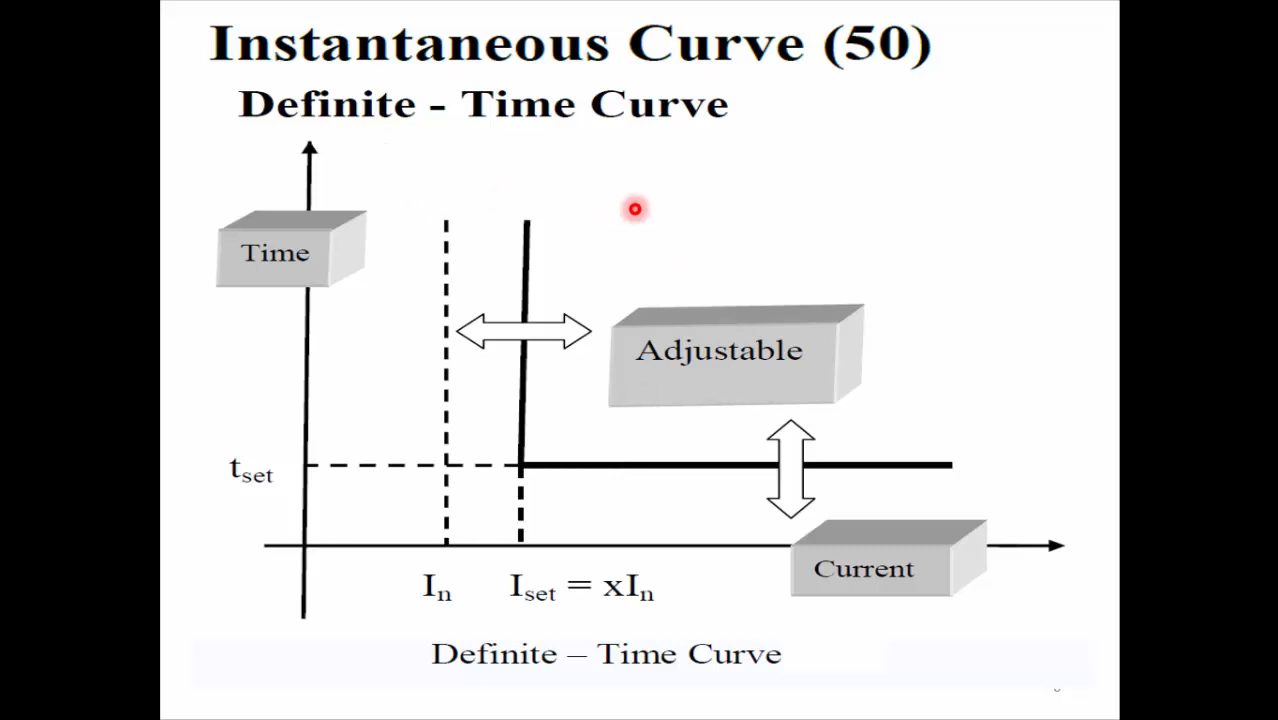 Instantaneous Curve (50)
Definite - Time Curve
Time
Adjustable
tset
Current
In
Iset = xIn
Definite – Time Curve